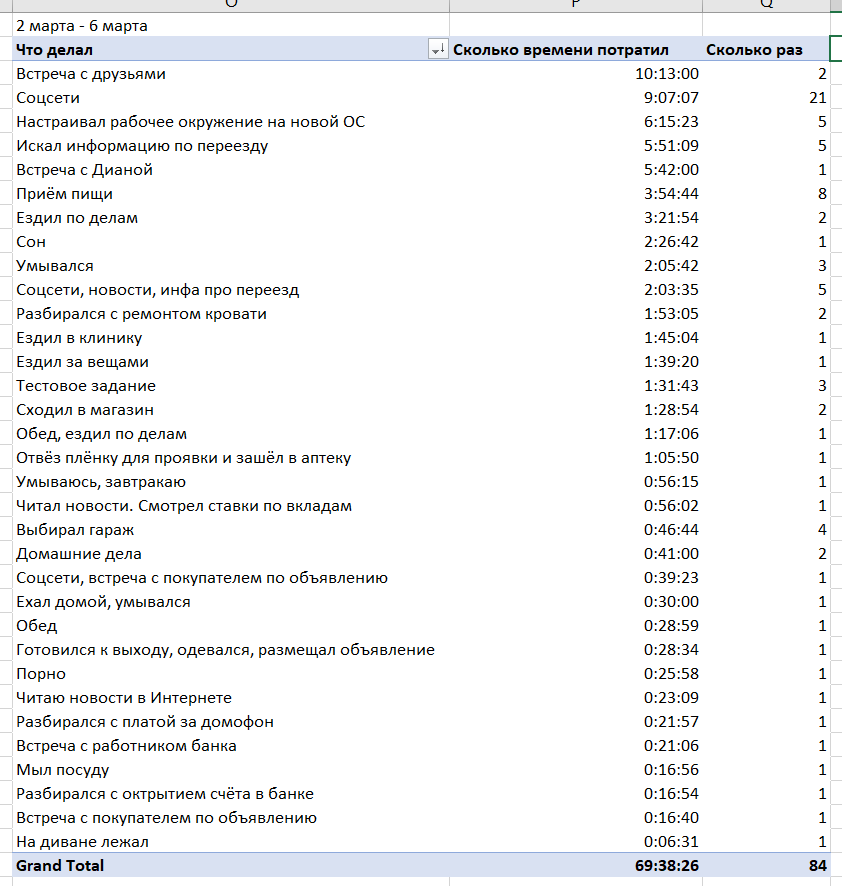 O P Q
2 марта - 6 марта
Что делал Сколько времени потратил Сколько раз
Встреча с друзьями 10:13:00 2
Соцсети 9:07:07 21
Настраивал рабочее окружение на новой ОС 6:15:23 5
Искал информацию по переезду 5:51:09 5
Встреча с Дианой 5:42:00 1
Приём пищи 3:54:44 8
Ездил по делам 3:21:54 2
Сон 2:26:42 1
Умывался 2:05:42 3
Соцсети, новости, инфа про переезд 2:03:35 5
Разбирался с ремонтом кровати 1:53:05 2
Ездил в клинику 1:45:04 1
Ездил за вещами 1:39:20 1
Тестовое задание 1:31:43 3
Сходил в магазин 1:28:54 2
Обед, ездил по делам 1:17:06 1
Отвёз плёнку для проявки и зашёл в аптеку 1:05:50 1
Умываюсь, завтракаю 0:56:15 1
Читал новости. Смотрел ставки по вкладам 0:56:02 1
Выбирал гараж 0:46:44 4
Домашние дела 0:41:00 2
Соцсети, встреча с покупателем по объявлению 0:39:23 1
Ехал домой, умывался 0:30:00 1
Обед 0:28:59 1
Готовился к выходу, одевался, размещал объявление 0:28:34 1
Порно 0:25:58 1
Читаю новости в Интернете 0:23:09 1
Разбирался с платой за домофон 0:21:57 1
Встреча с работником банка 0:21:06 1
Мыл посуду 0:16:56 1
Разбирался с октрытием счёта в банке 0:16:54 1
Встреча с покупателем по объявлению 0:16:40 1
На диване лежал 0:06:31 1
Grand Total 69:38:26 84